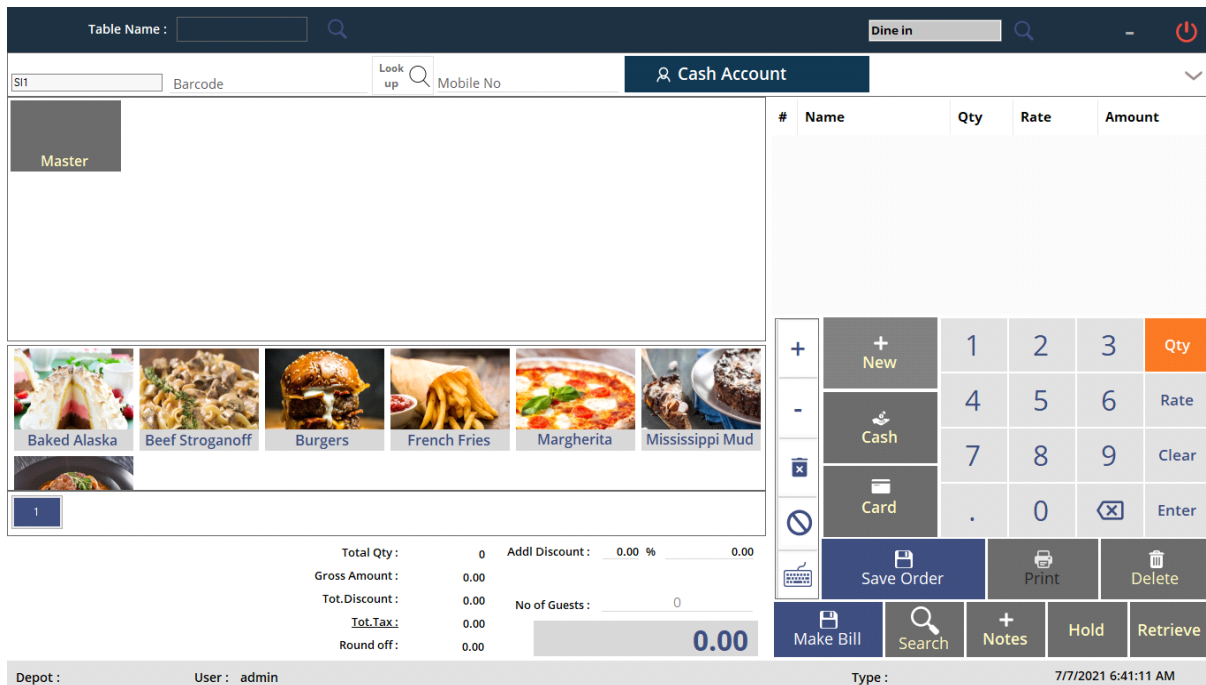 Table Name :
Dine in
-
SI1
Barcode
Look up
Mobile No
Cash Account
# Name Qty Rate Amount
Master
+
-
+ New
Cash
Card
1 2 3 Qty
4 5 6 Rate
7 8 9 Clear
. 0 Enter
Baked Alaska
Beef Stroganoff
Burgers
French Fries
Margherita
Mississippi Mud
1
Total Qty : 0
Addl Discount : 0.00 % 0.00
Gross Amount : 0.00
Tot.Discount : 0.00
No of Guests : 0
Tot.Tax : 0.00
Round off : 0.00
0.00
Save Order
Print
Delete
Make Bill
Search
+ Notes
Hold
Retrieve
Depot :
User : admin
Type :
7/7/2021 6:41:11 AM